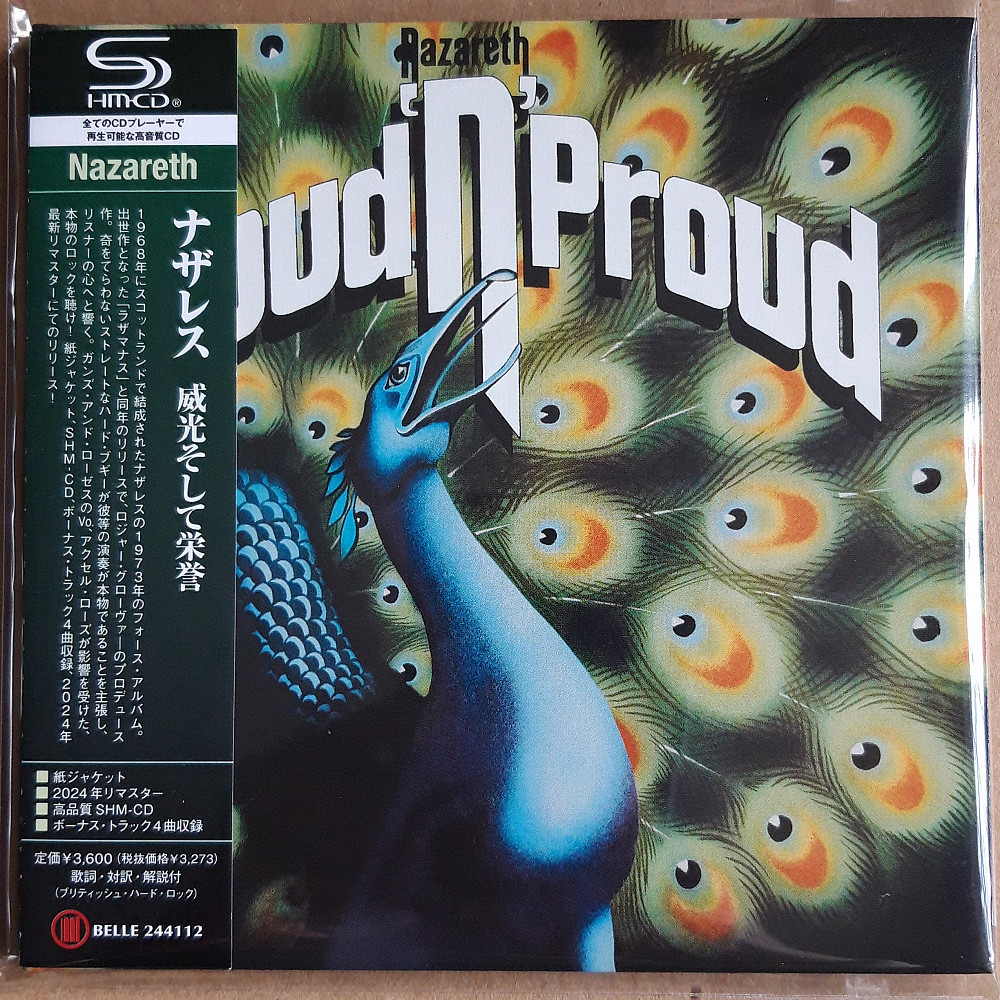 SHM-CD®
全てのCDプレーヤーで
再生可能な高音質CD
Nazareth
ナザレス 威光そして栄誉
1968年にスコットランドで結成されたナザレスの1973年のフォース・アルバム。
出世作となった「ラザマナス」と同年のリリースで、ロジャー・グローヴァーのプロデュース
作。奇をてらわないストレートなハード・ブギーが彼等の演奏が本物であることを主張し、
リスナーの心へと響く。ガンズ・アンド・ローゼスのVo、アクセル・ローズが影響を受けた、
本物のロックを聴け！紙ジャケット、SHM-CD、ボーナス・トラック4曲収録、2024年
最新リマスターにてのリリース！
■紙ジャケット
■2024年リマスター
■高品質SHM-CD
■ボーナス・トラック4曲収録
定価¥3,600（税抜価格¥3,273）
歌詞・対訳・解説付
（ブリティッシュ・ハード・ロック）
BELLE 244112
Nazareth
oud 'n' Proud